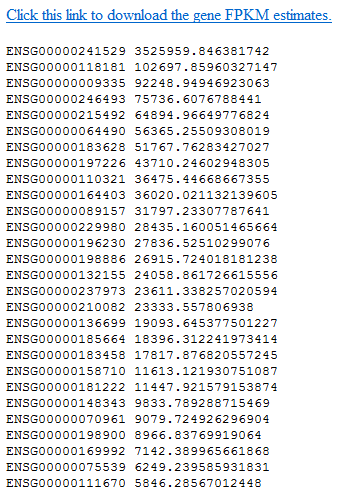 Click this link to download the gene FPKM estimates.
ENSG00000241529 3525959.846381742
ENSG00000118181 102697.85960327147
ENSG00000009335 92248.94946923063
ENSG00000246493 75736.6076788441
ENSG00000215492 64894.96649776824
ENSG00000064490 56365.25509308019
ENSG00000183628 51767.76283427027
ENSG00000197226 43710.24602948305
ENSG00000110321 36475.44668667355
ENSG00000164403 36020.021132139605
ENSG00000089157 31797.23307787641
ENSG00000229980 28435.160051465664
ENSG00000196230 27836.52510299076
ENSG00000198886 26915.724018181238
ENSG00000132155 24058.861726615556
ENSG00000237973 23611.338257020594
ENSG00000210082 23333.557806938
ENSG00000136699 19093.645377501227
ENSG00000185664 18396.312241973414
ENSG00000183458 17817.876820557245
ENSG00000158710 11613.121930751087
ENSG00000181222 11447.921579153874
ENSG00000148343 9833.789288715469
ENSG00000070961 9079.724926296904
ENSG00000198900 8966.83769919064
ENSG00000169992 7142.389965661868
ENSG00000075539 6249.239585931831
ENSG00000111670 5846.28567012448